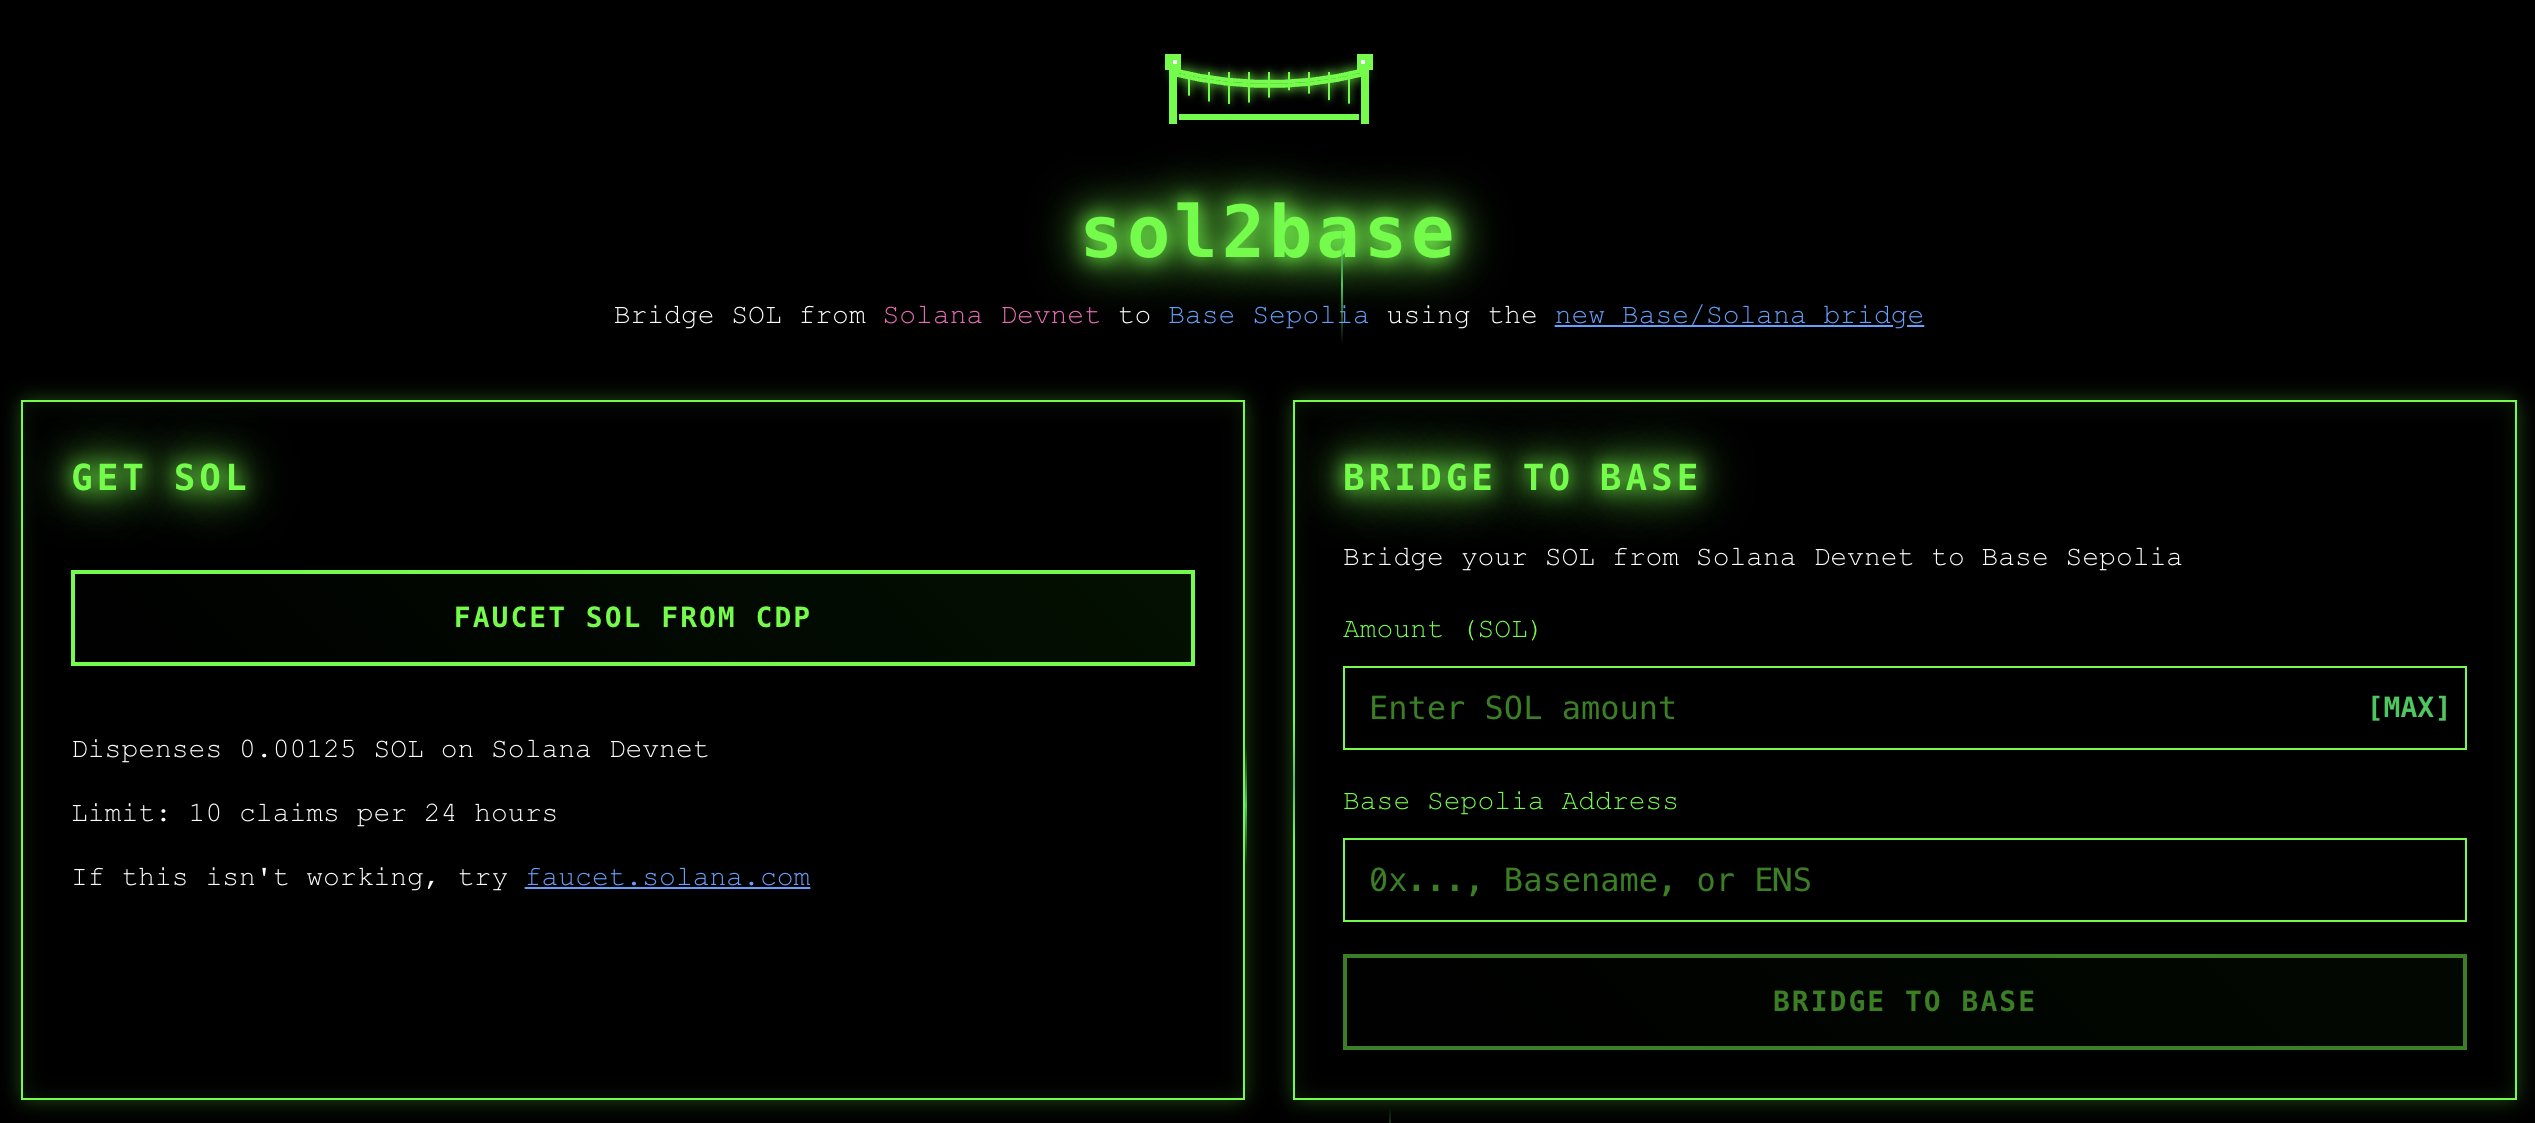 sol2base
Bridge SOL from Solana Devnet to Base Sepolia using the new Base/Solana bridge
GET SOL
FAUCET SOL FROM CDP
Dispenses 0.00125 SOL on Solana Devnet
Limit: 10 claims per 24 hours
If this isn't working, try faucet.solana.com
BRIDGE TO BASE
Bridge your SOL from Solana Devnet to Base Sepolia
Amount (SOL)
Enter SOL amount [MAX]
Base Sepolia Address
0x..., Basename, or ENS
BRIDGE TO BASE